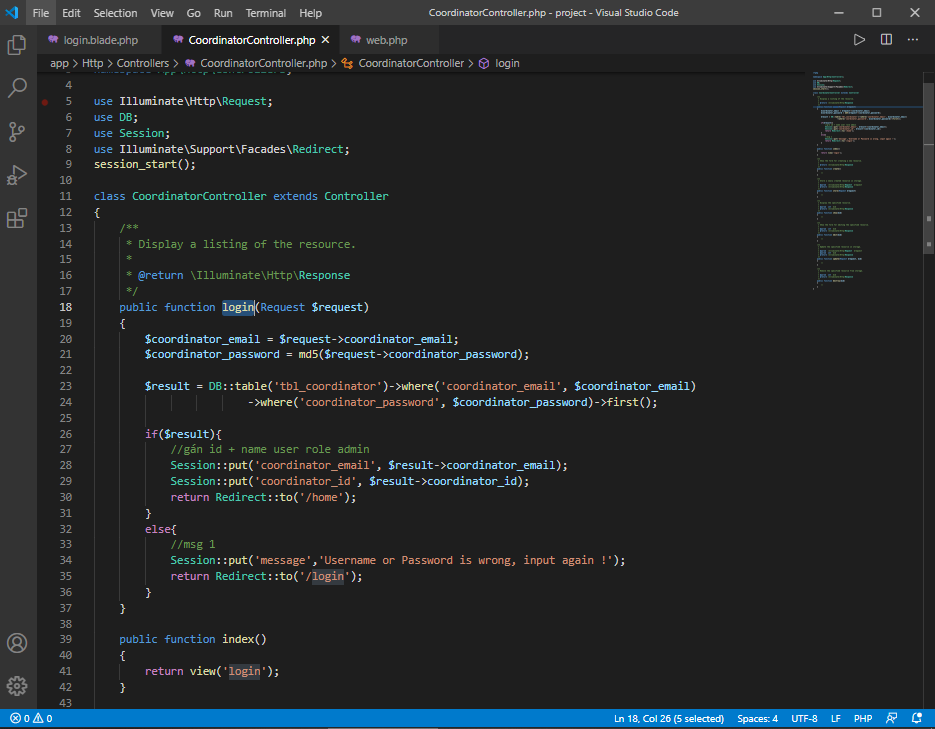 File Edit Selection View Go Run Terminal Help CoordinatorController.php - project - Visual Studio Code
login.blade.php CoordinatorController.php web.php
app > Http > Controllers > CoordinatorController.php > CoordinatorController > login
4
5 use Illuminate\Http\Request;
6 use DB;
7 use Session;
8 use Illuminate\Support\Facades\Redirect;
9 session_start();
10
11 class CoordinatorController extends Controller
12 {
13 /**
14 * Display a listing of the resource.
15 *
16 * @return \Illuminate\Http\Response
17 */
18 public function login(Request $request)
19 {
20 $coordinator_email = $request->coordinator_email;
21 $coordinator_password = md5($request->coordinator_password);
22
23 $result = DB::table('tbl_coordinator')->where('coordinator_email', $coordinator_email)
24 ->where('coordinator_password', $coordinator_password)->first();
25
26 if($result){
27 //gán id + name user role admin
28 Session::put('coordinator_email', $result->coordinator_email);
29 Session::put('coordinator_id', $result->coordinator_id);
30 return Redirect::to('/home');
31 }
32 else{
33 //msg 1
34 Session::put('message','Username or Password is wrong, input again !');
35 return Redirect::to('/login');
36 }
37 }
38
39 public function index()
40 {
41 return view('login');
42 }
43
0 0 Ln 18, Col 26 (5 selected) Spaces: 4 UTF-8 LF PHP